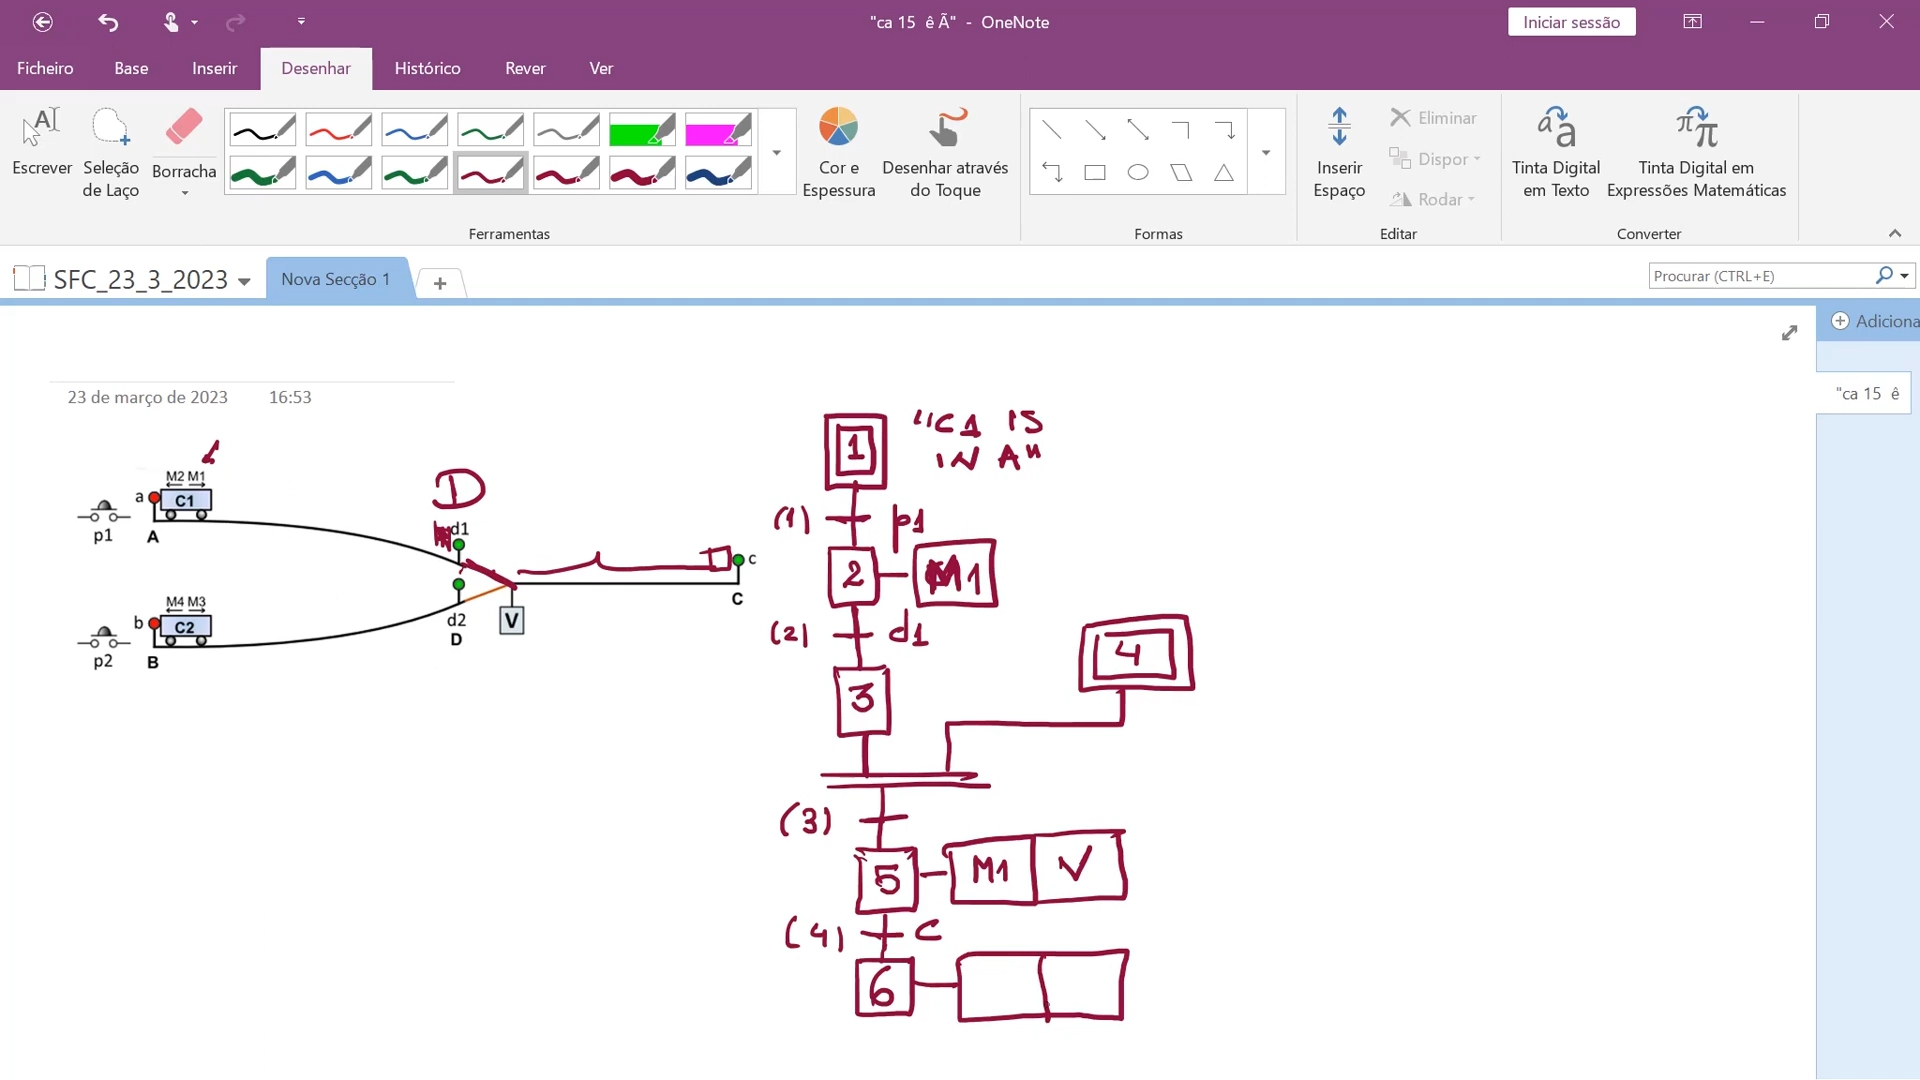 "ca 15 ê Ã" - OneNote
Iniciar sessão
Ficheiro
Base
Inserir
Desenhar
Histórico
Rever
Ver
Escrever
Seleção de Laço
Borracha
Ferramentas
Cor e Espessura
Desenhar através do Toque
Formas
Inserir Espaço
Eliminar
Dispor
Rodar
Editar
Tinta Digital em Texto
Tinta Digital em Expressões Matemáticas
Converter
SFC_23_3_2023
Nova Secção 1
+
Procurar (CTRL+E)
Adiciona
"ca 15 ê
23 de março de 2023 16:53
M2 M1
a C1
p1 A
D
d1
c
C
M4 M3
b C2
p2 B
d2
D
V
1 "C1 IS
IN A"
(1) p1
2 M1
(2) d1
3
4
(3)
5 M1 V
(4) C
6